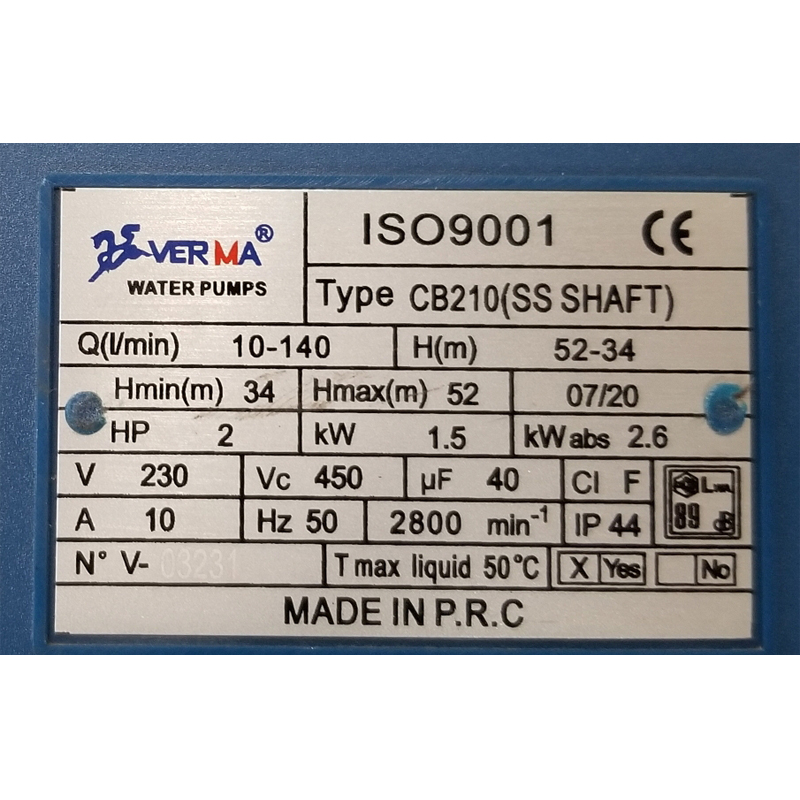 VERMA®
WATER PUMPS
ISO9001 CE
Type CB210(SS SHAFT)
Q(l/min) 10-140 H(m) 52-34
Hmin(m) 34 Hmax(m) 52 07/20
HP 2 kW 1.5 kW abs 2.6
V 230 Vc 450 µF 40 Cl F
A 10 Hz 50 2800 min⁻¹ IP 44
89 dB
N° V- 03231 T max liquid 50°C X Yes No
MADE IN P.R.C